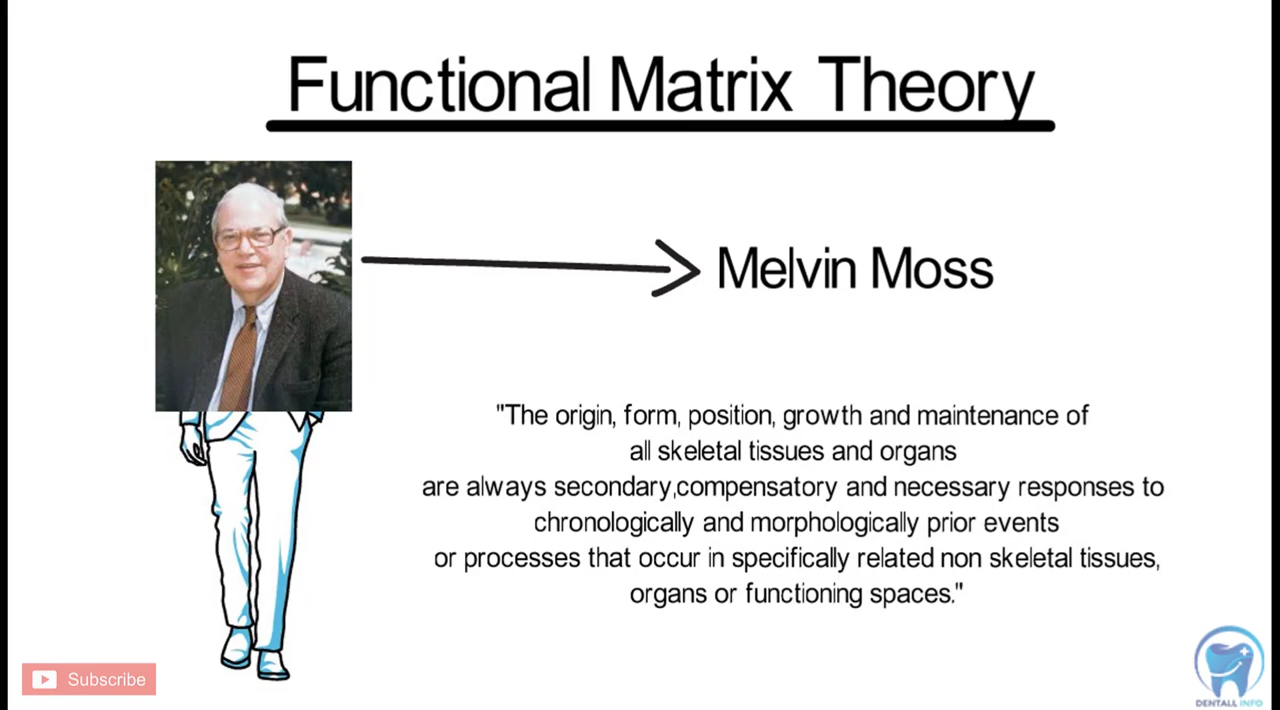 Functional Matrix Theory
Melvin Moss
"The origin, form, position, growth and maintenance of
all skeletal tissues and organs
are always secondary,compensatory and necessary responses to
chronologically and morphologically prior events
or processes that occur in specifically related non skeletal tissues,
organs or functioning spaces."
Subscribe
DENTALL INFO